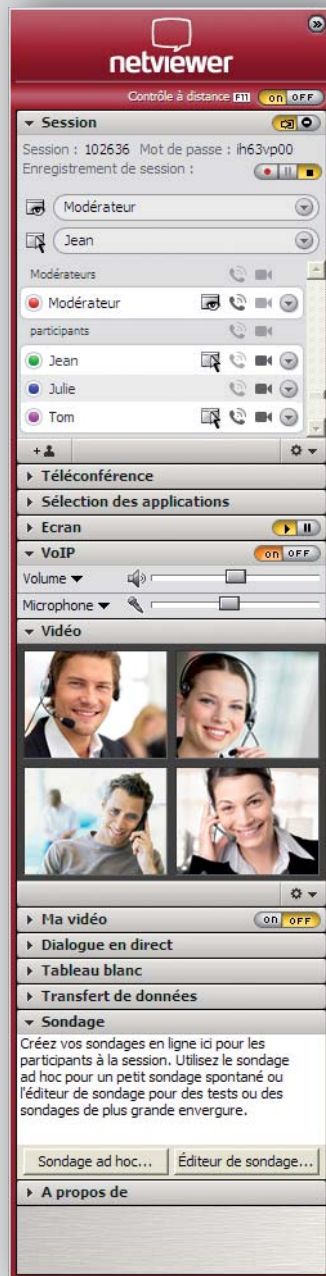 netviewer
Contrôle à distance F11 on OFF
Session
Session : 102636 Mot de passe : ih63vp00
Enregistrement de session :
Modérateur
Jean
Modérateurs
Modérateur
participants
Jean
Julie
Tom
Téléconférence
Sélection des applications
Ecran
VoIP on OFF
Volume
Microphone
Vidéo
Ma vidéo on OFF
Dialogue en direct
Tableau blanc
Transfert de données
Sondage
Créez vos sondages en ligne ici pour les
participants à la session. Utilisez le sondage
ad hoc pour un petit sondage spontané ou
l'éditeur de sondage pour des tests ou des
sondages de plus grande envergure.
Sondage ad hoc... Éditeur de sondage...
A propos de